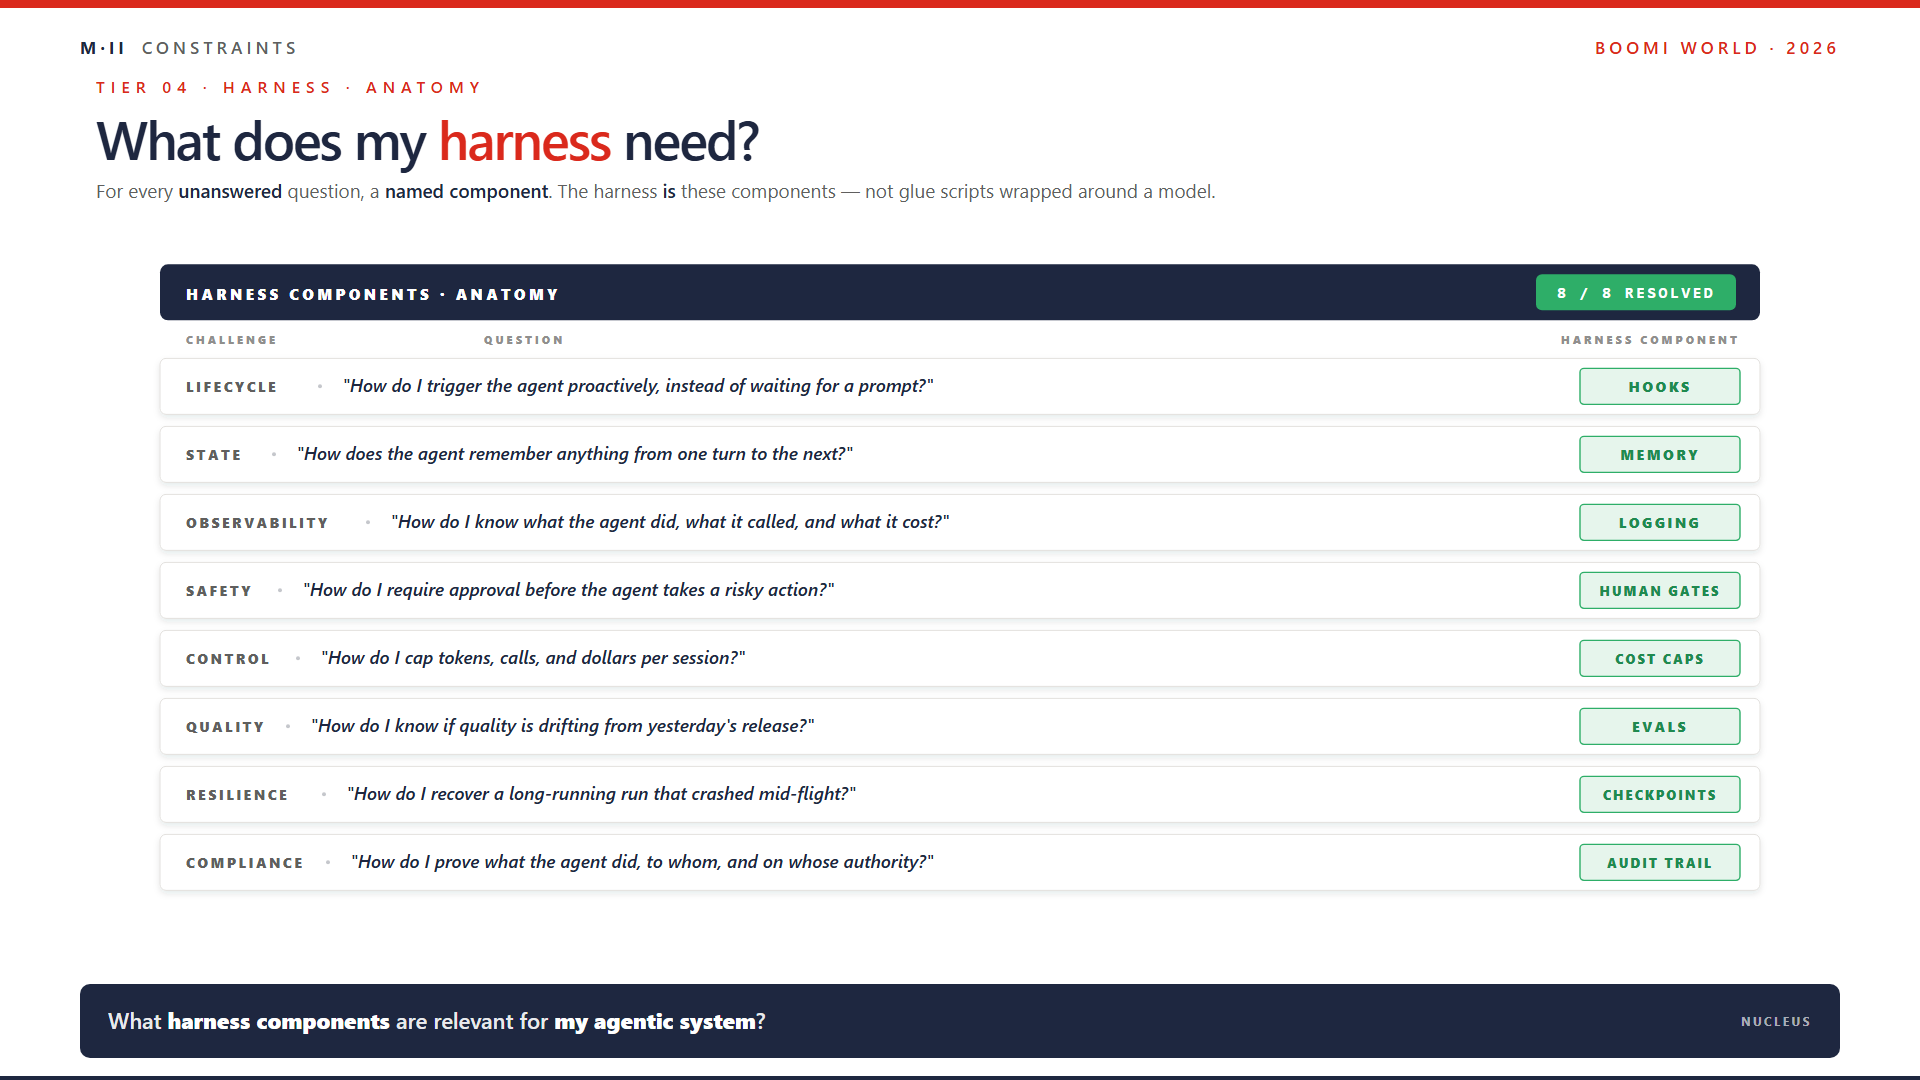 M·II CONSTRAINTS
BOOMI WORLD · 2026
TIER 04 · HARNESS · ANATOMY
What does my harness need?
For every unanswered question, a named component. The harness is these components — not glue scripts wrapped around a model.
HARNESS COMPONENTS · ANATOMY
8 / 8 RESOLVED
CHALLENGE QUESTION HARNESS COMPONENT
LIFECYCLE · "How do I trigger the agent proactively, instead of waiting for a prompt?" HOOKS
STATE · "How does the agent remember anything from one turn to the next?" MEMORY
OBSERVABILITY · "How do I know what the agent did, what it called, and what it cost?" LOGGING
SAFETY · "How do I require approval before the agent takes a risky action?" HUMAN GATES
CONTROL · "How do I cap tokens, calls, and dollars per session?" COST CAPS
QUALITY · "How do I know if quality is drifting from yesterday's release?" EVALS
RESILIENCE · "How do I recover a long-running run that crashed mid-flight?" CHECKPOINTS
COMPLIANCE · "How do I prove what the agent did, to whom, and on whose authority?" AUDIT TRAIL
What harness components are relevant for my agentic system?
NUCLEUS